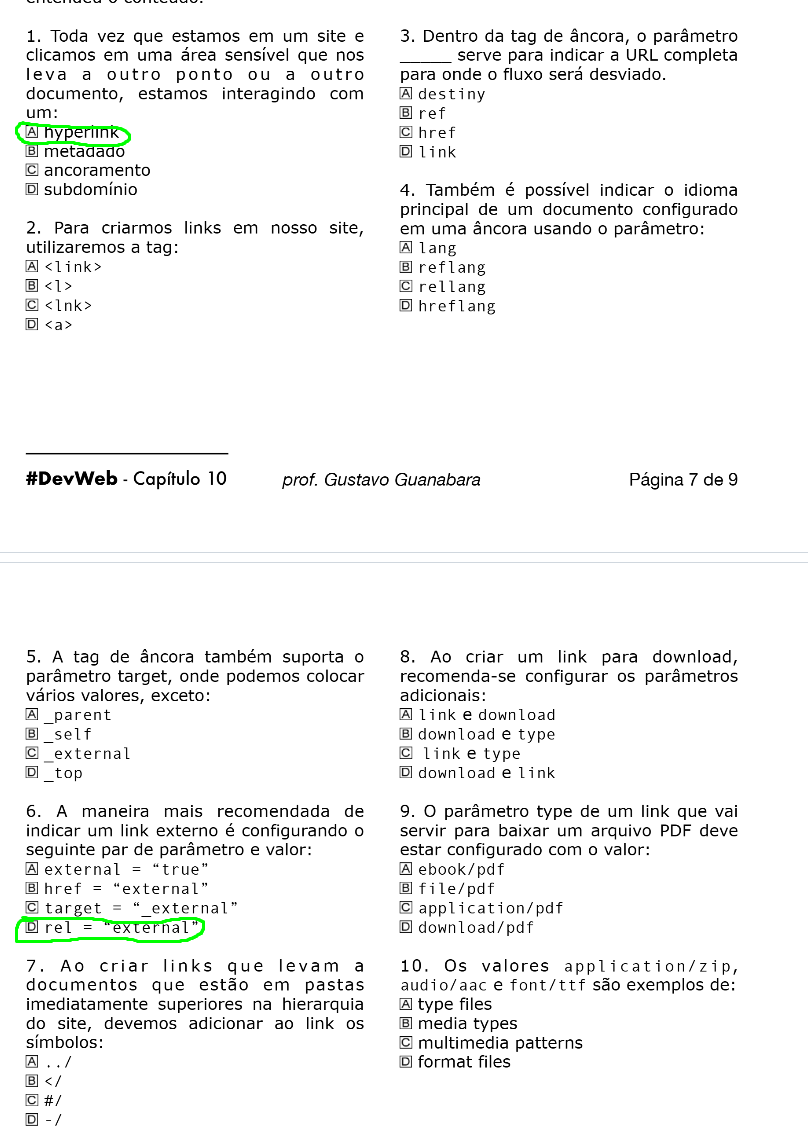 1. Toda vez que estamos em um site e
clicamos em uma área sensível que nos
leva a outro ponto ou a outro
documento, estamos interagindo com
um:
A hyperlink
B metadado
C ancoramento
D subdomínio
2. Para criarmos links em nosso site,
utilizaremos a tag:
A <link>
B <l>
C <lnk>
D <a>
3. Dentro da tag de âncora, o parâmetro
______ serve para indicar a URL completa
para onde o fluxo será desviado.
A destiny
B ref
C href
D link
4. Também é possível indicar o idioma
principal de um documento configurado
em uma âncora usando o parâmetro:
A lang
B reflang
C rellang
D hreflang
#DevWeb - Capítulo 10 prof. Gustavo Guanabara Página 7 de 9
5. A tag de âncora também suporta o
parâmetro target, onde podemos colocar
vários valores, exceto:
A _parent
B _self
C _external
D _top
6. A maneira mais recomendada de
indicar um link externo é configurando o
seguinte par de parâmetro e valor:
A external = “true”
B href = “external”
C target = “_external”
D rel = “external”
7. Ao criar links que levam a
documentos que estão em pastas
imediatamente superiores na hierarquia
do site, devemos adicionar ao link os
símbolos:
A ../
B </
C #/
D -/
8. Ao criar um link para download,
recomenda-se configurar os parâmetros
adicionais:
A link e download
B download e type
C link e type
D download e link
9. O parâmetro type de um link que vai
servir para baixar um arquivo PDF deve
estar configurado com o valor:
A ebook/pdf
B file/pdf
C application/pdf
D download/pdf
10. Os valores application/zip,
audio/aac e font/ttf são exemplos de:
A type files
B media types
C multimedia patterns
D format files